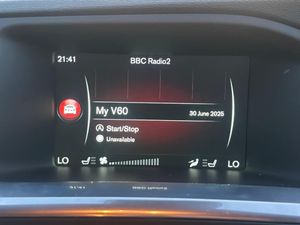 21:41
BBC Radio2
My V60
30 June 2025
Start/Stop
Unavailable
LO
LO